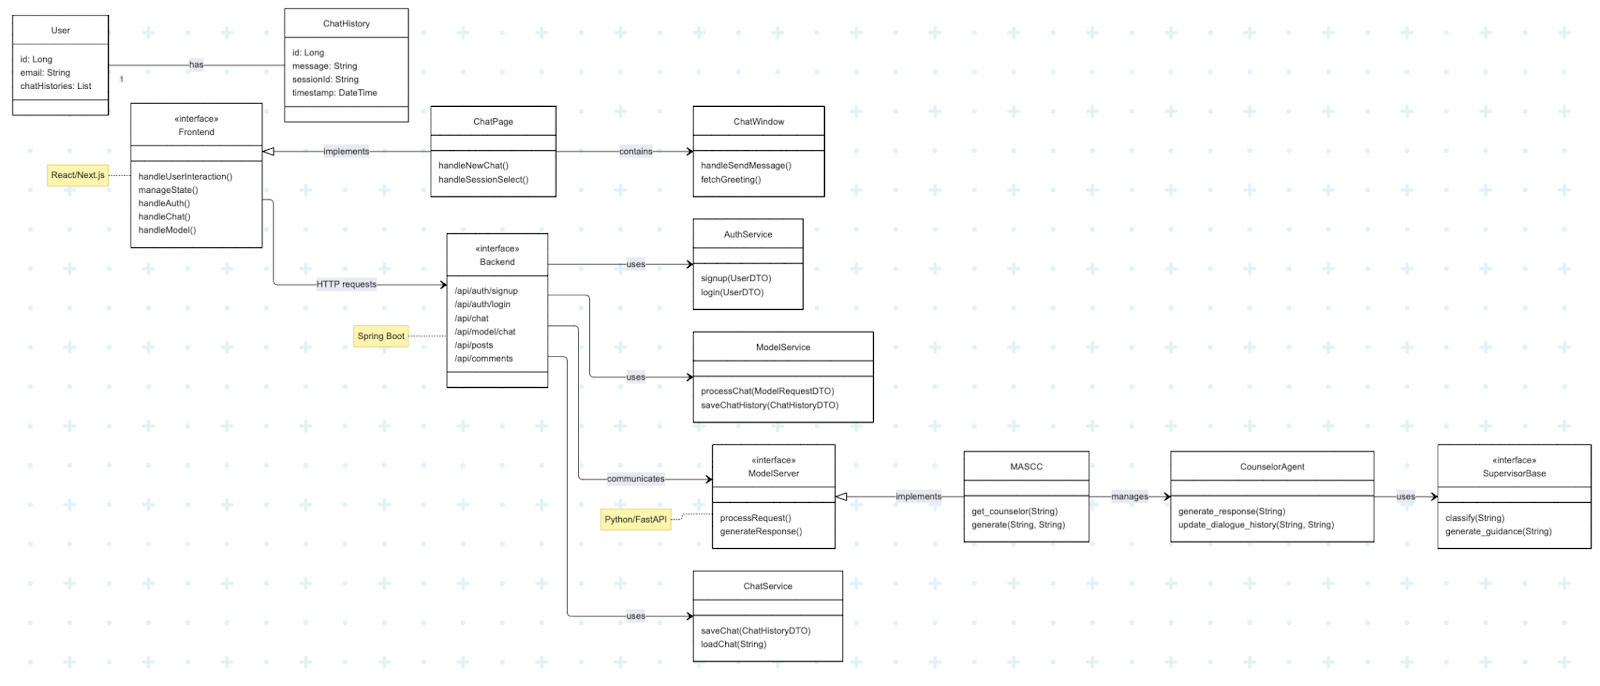 User
id: Long
email: String
chatHistories: List
1
has
ChatHistory
id: Long
message: String
sessionId: String
timestamp: DateTime
«interface»
Frontend
handleUserInteraction()
manageState()
handleAuth()
handleChat()
handleModel()
React/Next.js
implements
ChatPage
handleNewChat()
handleSessionSelect()
contains
ChatWindow
handleSendMessage()
fetchGreeting()
HTTP requests
«interface»
Backend
/api/auth/signup
/api/auth/login
/api/chat
/api/model/chat
/api/posts
/api/comments
Spring Boot
uses
AuthService
signup(UserDTO)
login(UserDTO)
uses
ModelService
processChat(ModelRequestDTO)
saveChatHistory(ChatHistoryDTO)
communicates
«interface»
ModelServer
processRequest()
generateResponse()
Python/FastAPI
implements
MASCC
get_counselor(String)
generate(String, String)
manages
CounselorAgent
generate_response(String)
update_dialogue_history(String, String)
uses
«interface»
SupervisorBase
classify(String)
generate_guidance(String)
uses
ChatService
saveChat(ChatHistoryDTO)
loadChat(String)